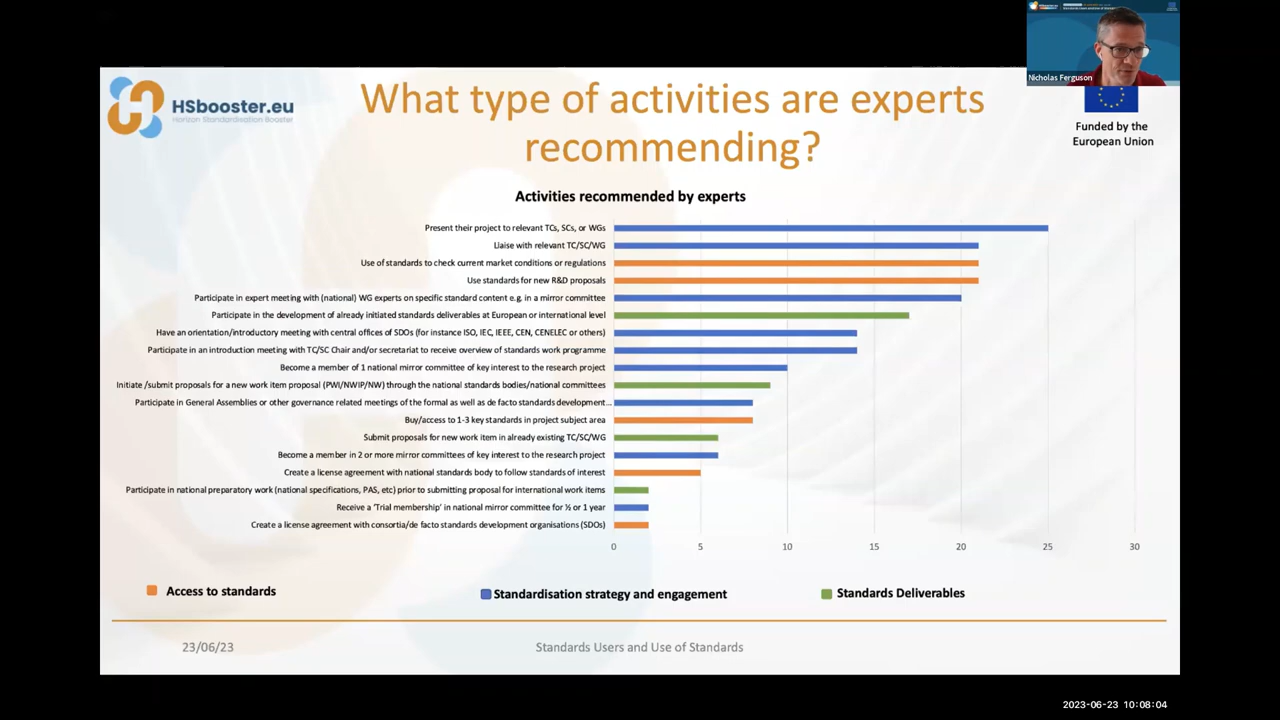 Nicholas Ferguson
HSbooster.eu
Horizon Standardisation Booster
What type of activities are experts
recommending?
Funded by the
European Union
Activities recommended by experts
Present their project to relevant TCs, SCs, or WGs
Liaise with relevant TC/SC/WG
Use of standards to check current market conditions or regulations
Use standards for new R&D proposals
Participate in expert meeting with (national) WG experts on specific standard content e.g. in a mirror committee
Participate in the development of already initiated standards deliverables at European or international level
Have an orientation/introductory meeting with central offices of SDOs (for instance ISO, IEC, IEEE, CEN, CENELEC or others)
Participate in an introduction meeting with TC/SC Chair and/or secretariat to receive overview of standards work programme
Become a member of 1 national mirror committee of key interest to the research project
Initiate /submit proposals for a new work item proposal (PWI/NWIP/NW) through the national standards bodies/national committees
Participate in General Assemblies or other governance related meetings of the formal as well as de facto standards development...
Buy/access to 1-3 key standards in project subject area
Submit proposals for new work item in already existing TC/SC/WG
Become a member in 2 or more mirror committees of key interest to the research project
Create a license agreement with national standards body to follow standards of interest
Participate in national preparatory work (national specifications, PAS, etc) prior to submitting proposal for international work items
Receive a 'Trial membership' in national mirror committee for ½ or 1 year
Create a license agreement with consortia/de facto standards development organisations (SDOs)
0 5 10 15 20 25 30
Access to standards
Standardisation strategy and engagement
Standards Deliverables
23/06/23
Standards Users and Use of Standards
2023-06-23 10:08:04